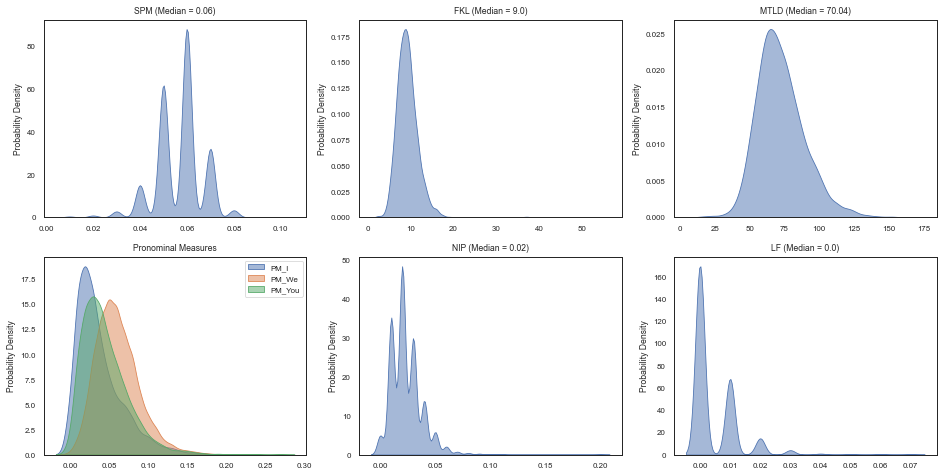 SPM (Median = 0.06)
Probability Density
80
60
40
20
0
0.00 0.02 0.04 0.06 0.08 0.10
FKL (Median = 9.0)
Probability Density
0.175
0.150
0.125
0.100
0.075
0.050
0.025
0.000
0 10 20 30 40 50
MTLD (Median = 70.04)
Probability Density
0.025
0.020
0.015
0.010
0.005
0.000
0 25 50 75 100 125 150 175
Pronominal Measures
Probability Density
17.5
15.0
12.5
10.0
7.5
5.0
2.5
0.0
0.00 0.05 0.10 0.15 0.20 0.25 0.30
PM_I
PM_We
PM_You
NIP (Median = 0.02)
Probability Density
50
40
30
20
10
0
0.00 0.05 0.10 0.15 0.20
LF (Median = 0.0)
Probability Density
160
140
120
100
80
60
40
20
0
0.00 0.01 0.02 0.03 0.04 0.05 0.06 0.07